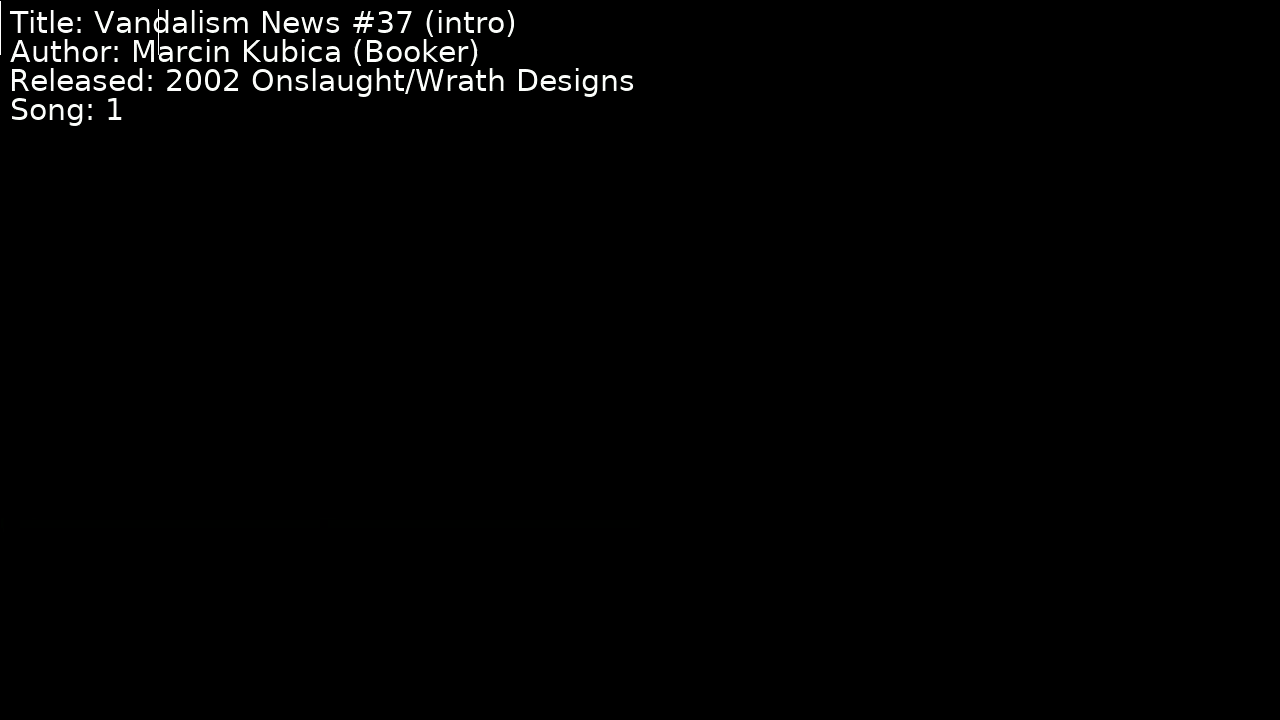 Title: Vandalism News #37 (intro)
Author: Marcin Kubica (Booker)
Released: 2002 Onslaught/Wrath Designs
Song: 1